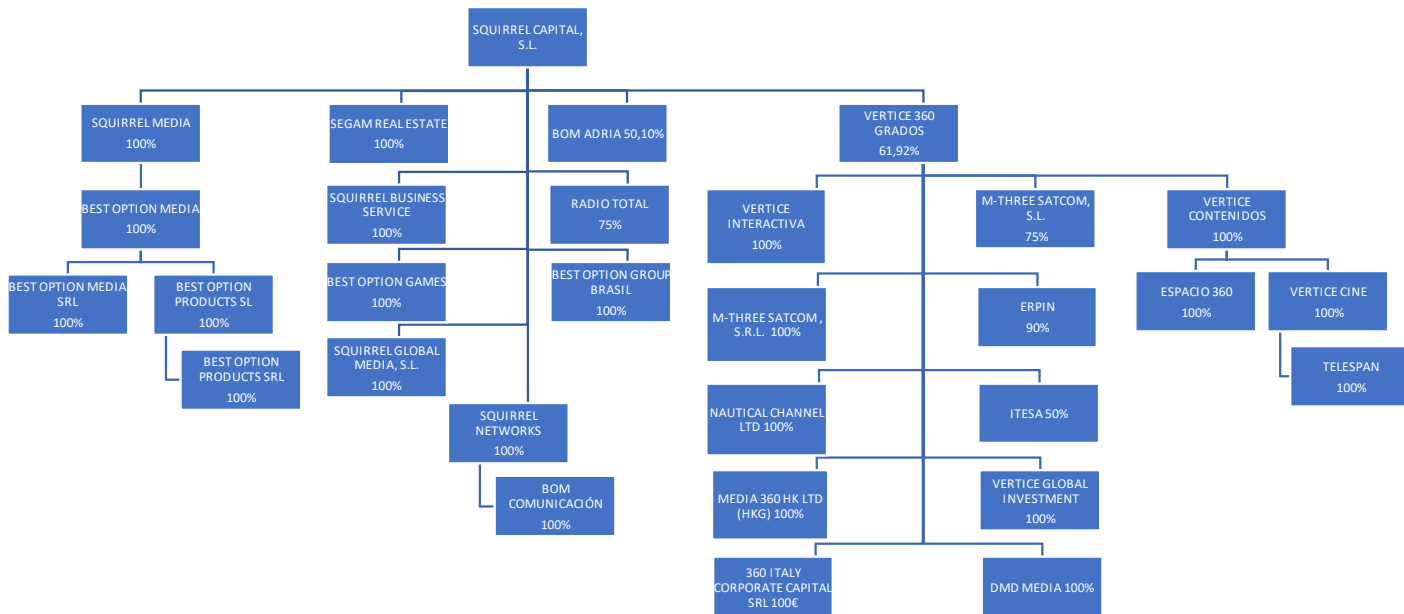 SQUIRREL CAPITAL,
S.L.
SQUIRREL MEDIA
100%
SEGAM REAL ESTATE
100%
BOM ADRIA 50,10%
VERTICE 360
GRADOS
61,92%
BEST OPTION MEDIA
100%
SQUIRREL BUSINESS
SERVICE
100%
RADIO TOTAL
75%
VERTICE
INTERACTIVA
100%
M-THREE SATCOM,
S.L.
75%
VERTICE
CONTENIDOS
100%
BEST OPTION MEDIA
SRL
100%
BEST OPTION
PRODUCTS SL
100%
BEST OPTION GAMES
100%
BEST OPTION GROUP
BRASIL
100%
M-THREE SATCOM ,
S.R.L. 100%
ERPIN
90%
ESPACIO 360
100%
VERTICE CINE
100%
BEST OPTION
PRODUCTS SRL
100%
SQUIRREL GLOBAL
MEDIA, S.L.
100%
TELESPAN
100%
SQUIRREL
NETWORKS
100%
NAUTICAL CHANNEL
LTD 100%
ITESA 50%
BOM
COMUNICACIÓN
100%
MEDIA 360 HK LTD
(HKG) 100%
VERTICE GLOBAL
INVESTMENT
100%
360 ITALY
CORPORATE CAPITAL
SRL 100€
DMD MEDIA 100%